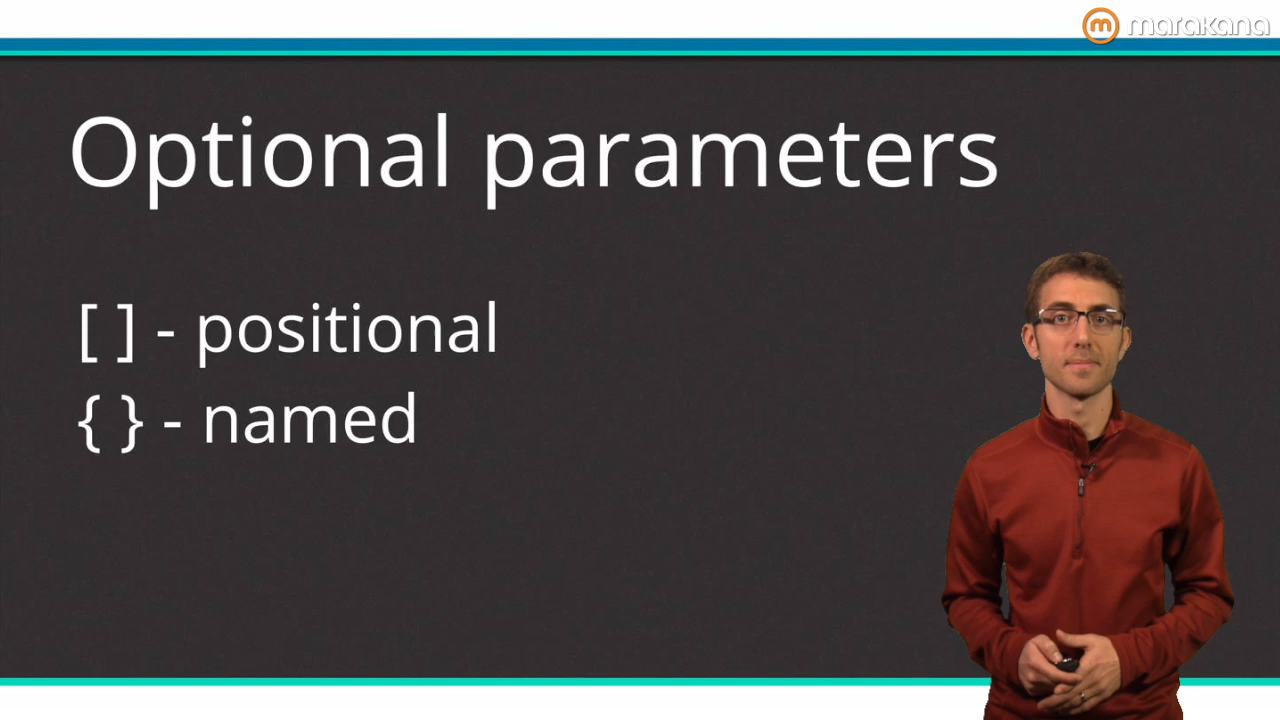 marakana
Optional parameters
[ ] - positional
{ } - named